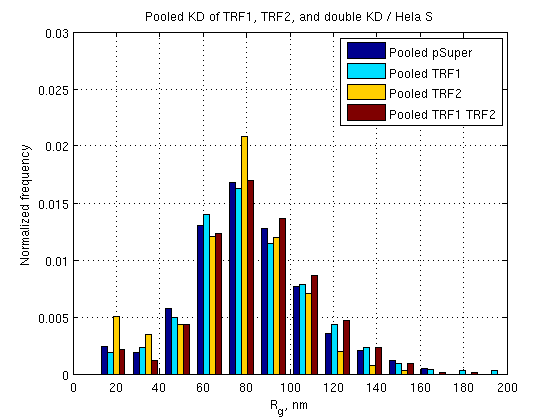 Pooled KD of TRF1, TRF2, and double KD / Hela S
0.03
0.025
0.02
0.015
0.01
0.005
0
Normalized frequency
Pooled pSuper
Pooled TRF1
Pooled TRF2
Pooled TRF1 TRF2
0 20 40 60 80 100 120 140 160 180 200
Rg, nm